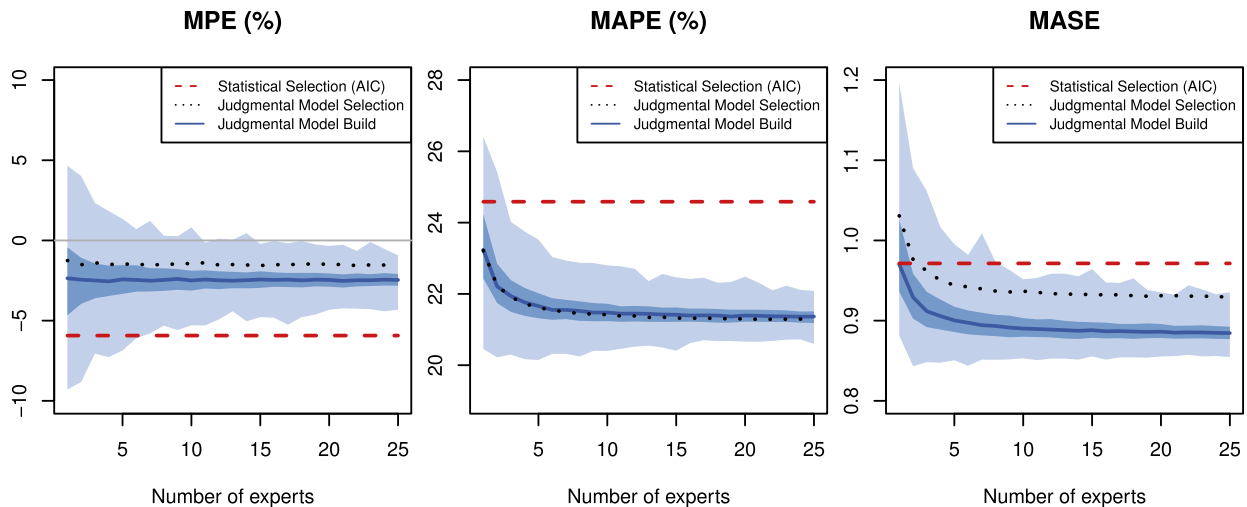 MPE (%)
10
5
0
−5
−10
Statistical Selection (AIC)
Judgmental Model Selection
Judgmental Model Build
5 10 15 20 25
Number of experts
MAPE (%)
28
26
24
22
20
Statistical Selection (AIC)
Judgmental Model Selection
Judgmental Model Build
5 10 15 20 25
Number of experts
MASE
1.2
1.1
1.0
0.9
0.8
Statistical Selection (AIC)
Judgmental Model Selection
Judgmental Model Build
5 10 15 20 25
Number of experts